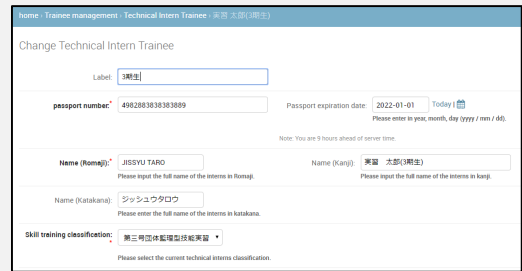 home › Trainee management › Technical Intern Trainee › 実習 太郎(3期生)
Change Technical Intern Trainee
Label: 3期生
passport number:* 4982883838383889 Passport expiration date: 2022-01-01 Today |
Please enter in year, month, day (yyyy / mm / dd).
Note: You are 9 hours ahead of server time.
Name (Romaji):* JISSYU TARO Name (Kanji): 実習 太郎(3期生)
Please input the full name of the interns in Romaji. Please input the full name of the interns in kanji.
Name (Katakana): ジッシュウタロウ
Please enter the full name of the interns in katakana.
Skill training classification:* 第三号団体監理型技能実習
Please select the current technical interns classification.